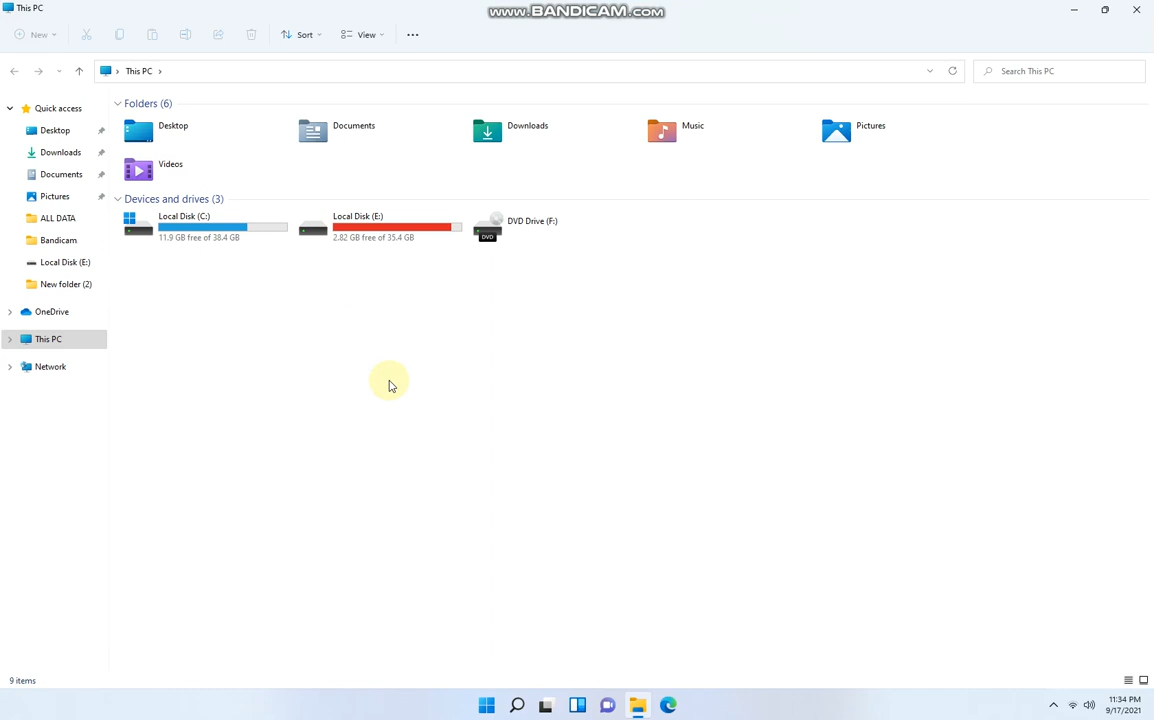 This PC
www.BANDICAM.com
New
Sort
View
This PC
Search This PC
Quick access
Desktop
Downloads
Documents
Pictures
ALL DATA
Bandicam
Local Disk (E:)
New folder (2)
OneDrive
This PC
Network
Folders (6)
Desktop
Documents
Downloads
Music
Pictures
Videos
Devices and drives (3)
Local Disk (C:)
11.9 GB free of 38.4 GB
Local Disk (E:)
2.82 GB free of 35.4 GB
DVD
DVD Drive (F:)
9 items
11:34 PM
9/17/2021